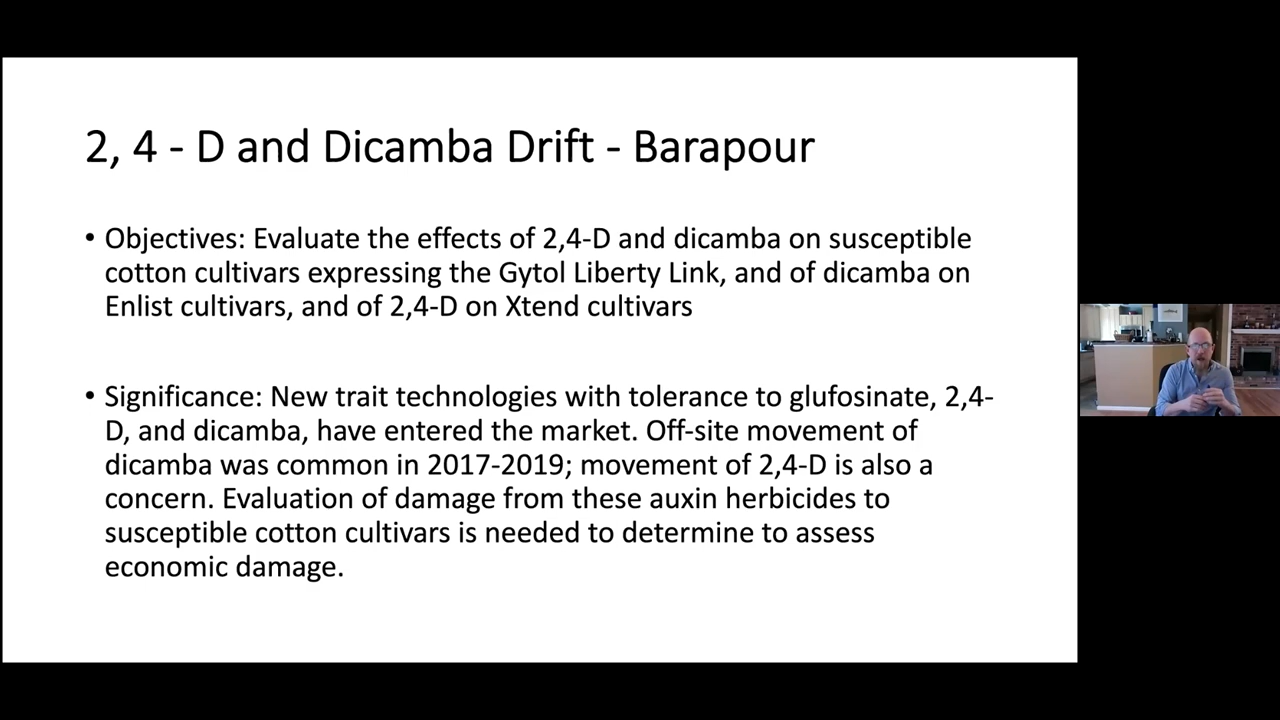 2, 4 - D and Dicamba Drift - Barapour
• Objectives: Evaluate the effects of 2,4-D and dicamba on susceptible
cotton cultivars expressing the Gytol Liberty Link, and of dicamba on
Enlist cultivars, and of 2,4-D on Xtend cultivars
• Significance: New trait technologies with tolerance to glufosinate, 2,4-
D, and dicamba, have entered the market. Off-site movement of
dicamba was common in 2017-2019; movement of 2,4-D is also a
concern. Evaluation of damage from these auxin herbicides to
susceptible cotton cultivars is needed to determine to assess
economic damage.